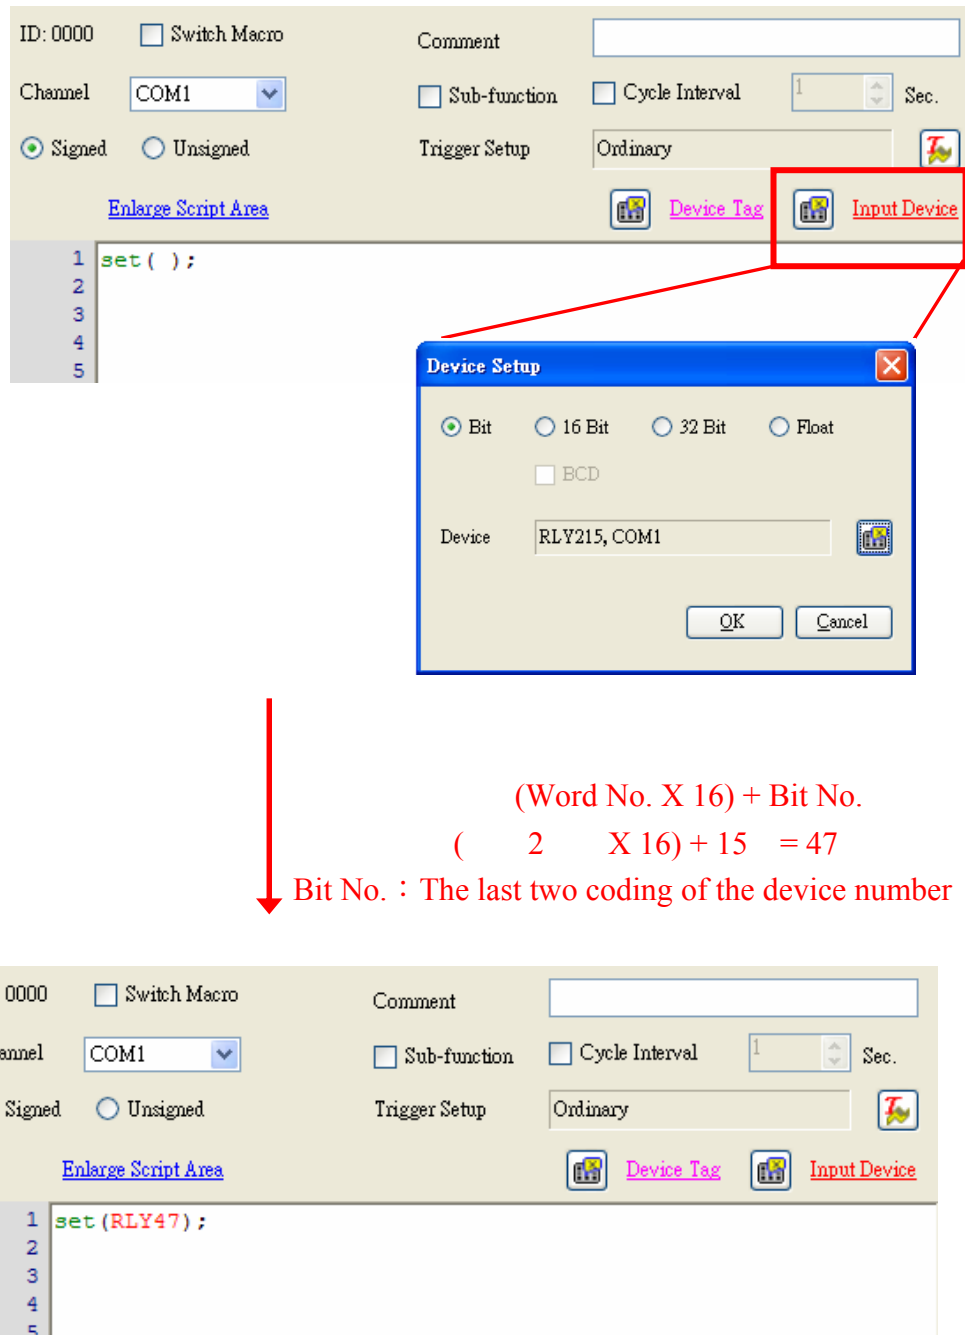 ID: 0000 Switch Macro Comment
Channel COM1 Sub-function Cycle Interval 1 Sec.
Signed Unsigned Trigger Setup Ordinary
Enlarge Script Area Device Tag Input Device
1 set( );
2
3
4
5
Device Setup
Bit 16 Bit 32 Bit Float
BCD
Device RLY215, COM1
OK Cancel
(Word No. X 16) + Bit No.
( 2 X 16) + 15 = 47
Bit No.：The last two coding of the device number
0000 Switch Macro Comment
annel COM1 Sub-function Cycle Interval 1 Sec.
Signed Unsigned Trigger Setup Ordinary
Enlarge Script Area Device Tag Input Device
1 set(RLY47);
2
3
4
5